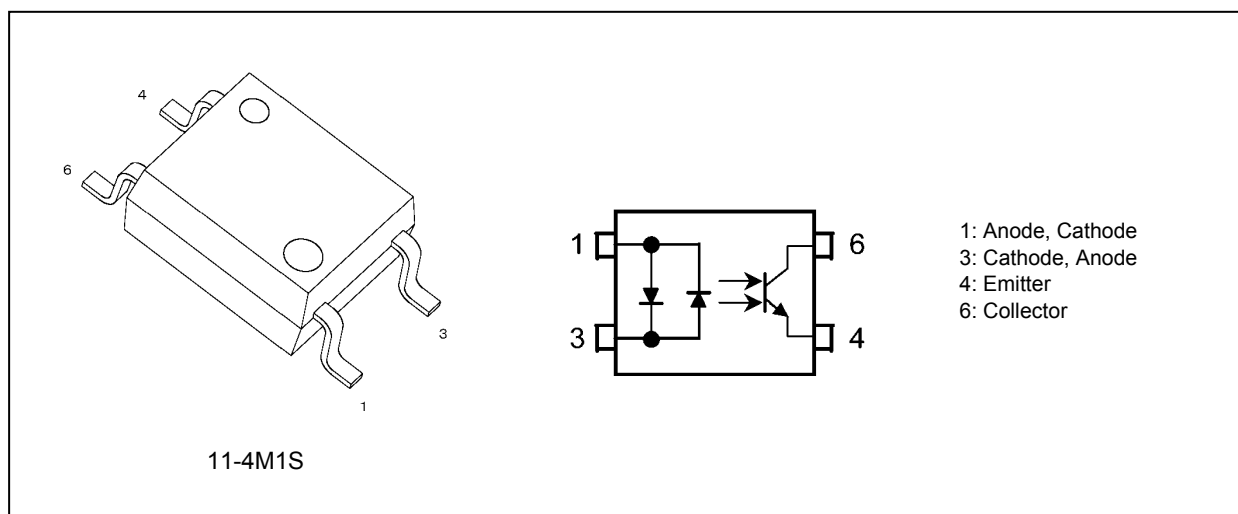 4
6
3
1
11-4M1S
1
6
3
4
1: Anode, Cathode
3: Cathode, Anode
4: Emitter
6: Collector